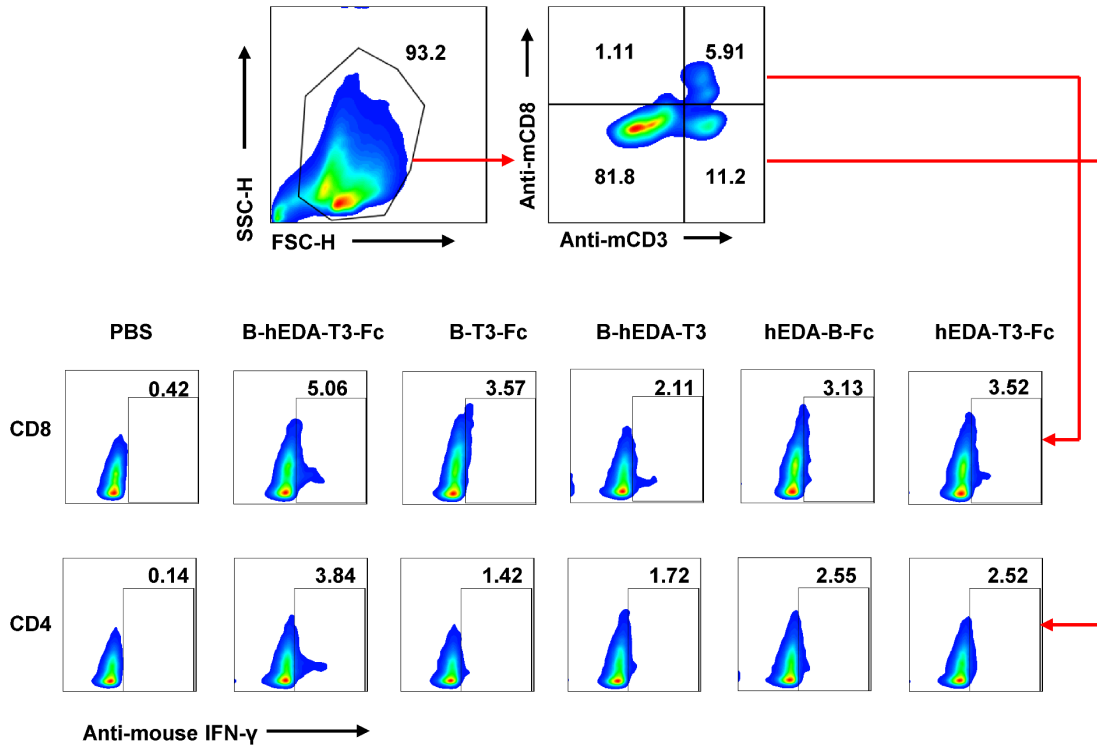 93.2
SSC-H
FSC-H
1.11 5.91
81.8 11.2
Anti-mCD8
Anti-mCD3
PBS B-hEDA-T3-Fc B-T3-Fc B-hEDA-T3 hEDA-B-Fc hEDA-T3-Fc
CD8 0.42 5.06 3.57 2.11 3.13 3.52
CD4 0.14 3.84 1.42 1.72 2.55 2.52
Anti-mouse IFN-γ